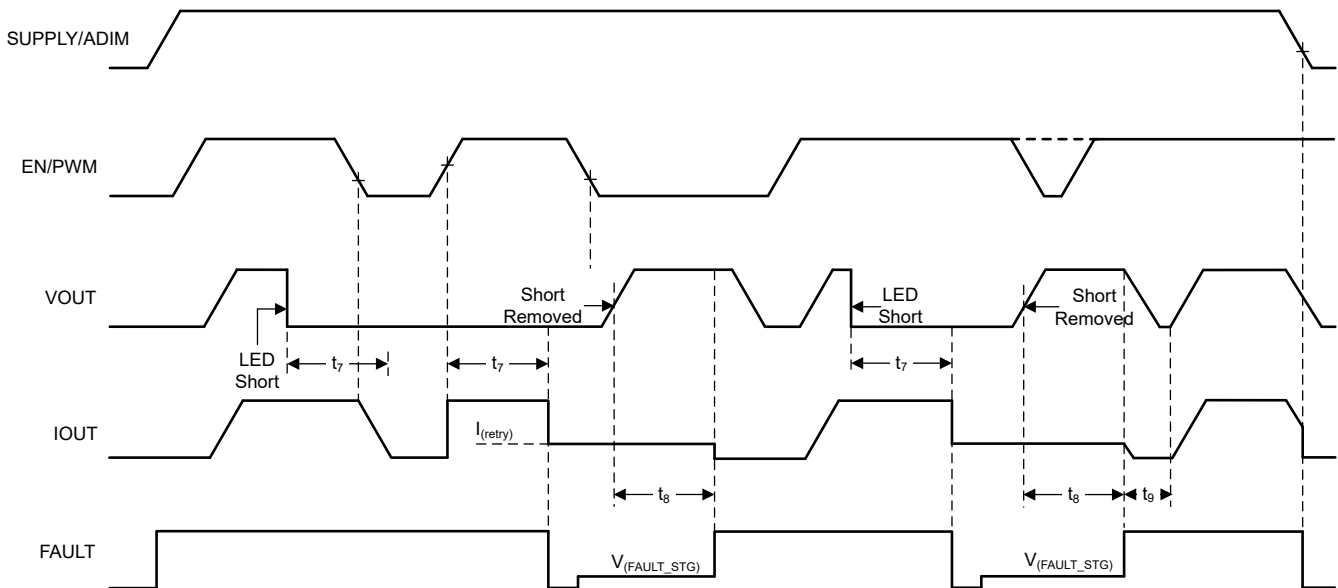 SUPPLY/ADIM
EN/PWM
VOUT
LED
Short
t7
t7
Short
Removed
LED
Short
t7
Short
Removed
IOUT
I(retry)
t8
t8
t9
FAULT
V(FAULT_STG)
V(FAULT_STG)